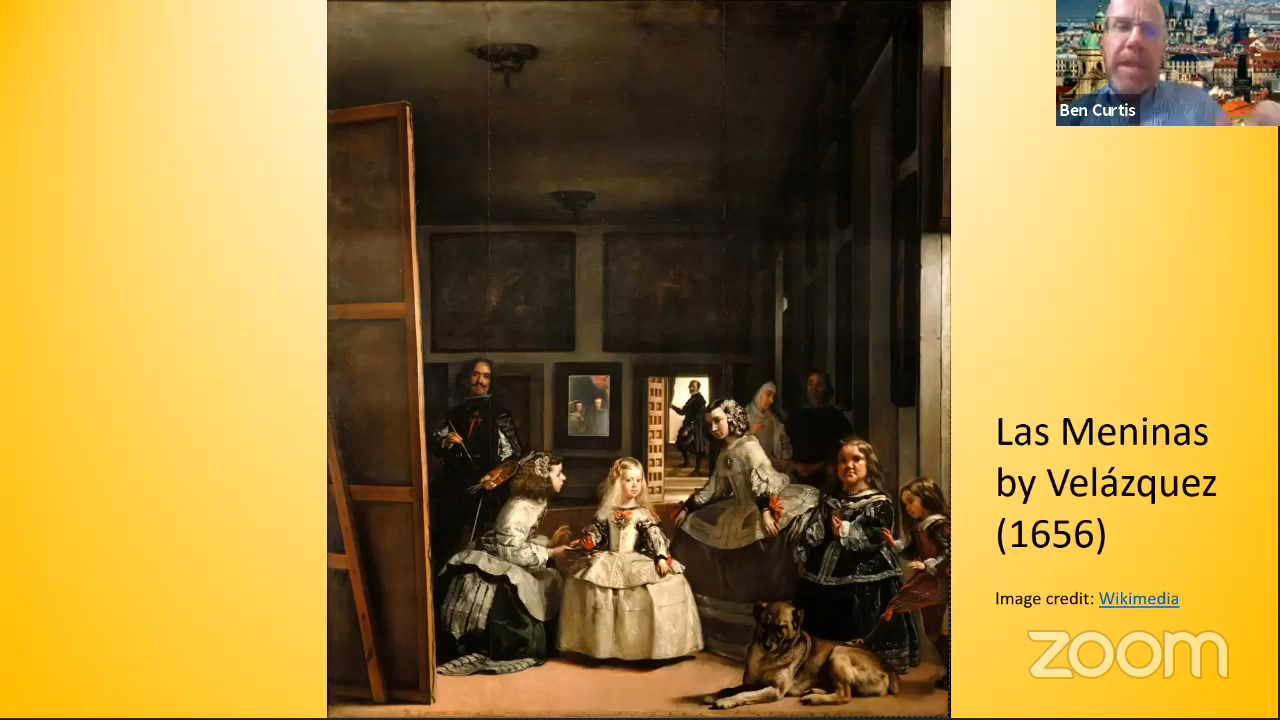 Ben Curtis
Las Meninas
by Velázquez
(1656)
Image credit: Wikimedia
zoom